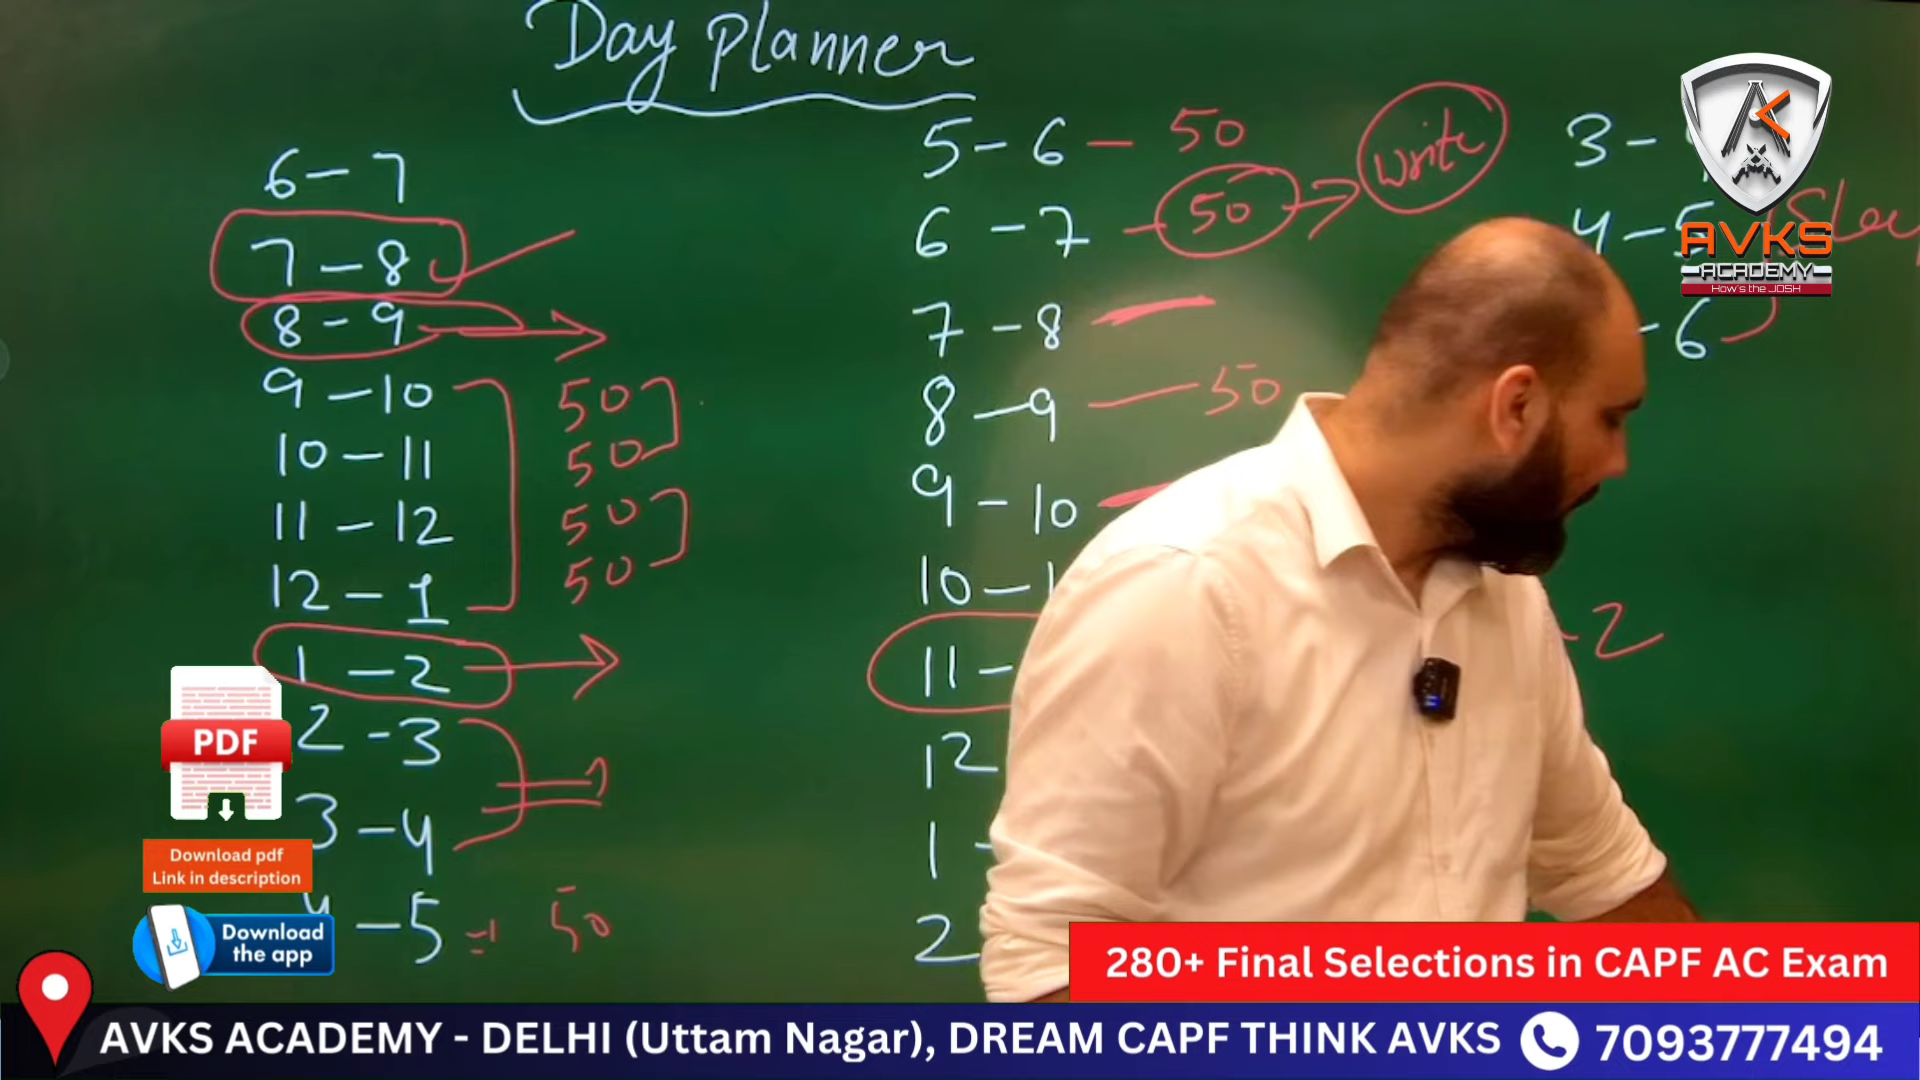 Day Planner
6 - 7
7 - 8
8 - 9
9 - 10 50
10 - 11 50
11 - 12 50
12 - 1 50
1 - 2
2 - 3
3 - 4
4 - 5 = 50
5 - 6 - 50
6 - 7 - 50 → Write
7 - 8
8 - 9 - 50
9 - 10
10 - 1
11 -
12
1 -
2
3 -
4 - 5
- 6
- 2
AVKS
ACADEMY
How's the JOSH
PDF
Download pdf
Link in description
Download
the app
280+ Final Selections in CAPF AC Exam
AVKS ACADEMY - DELHI (Uttam Nagar), DREAM CAPF THINK AVKS 7093777494